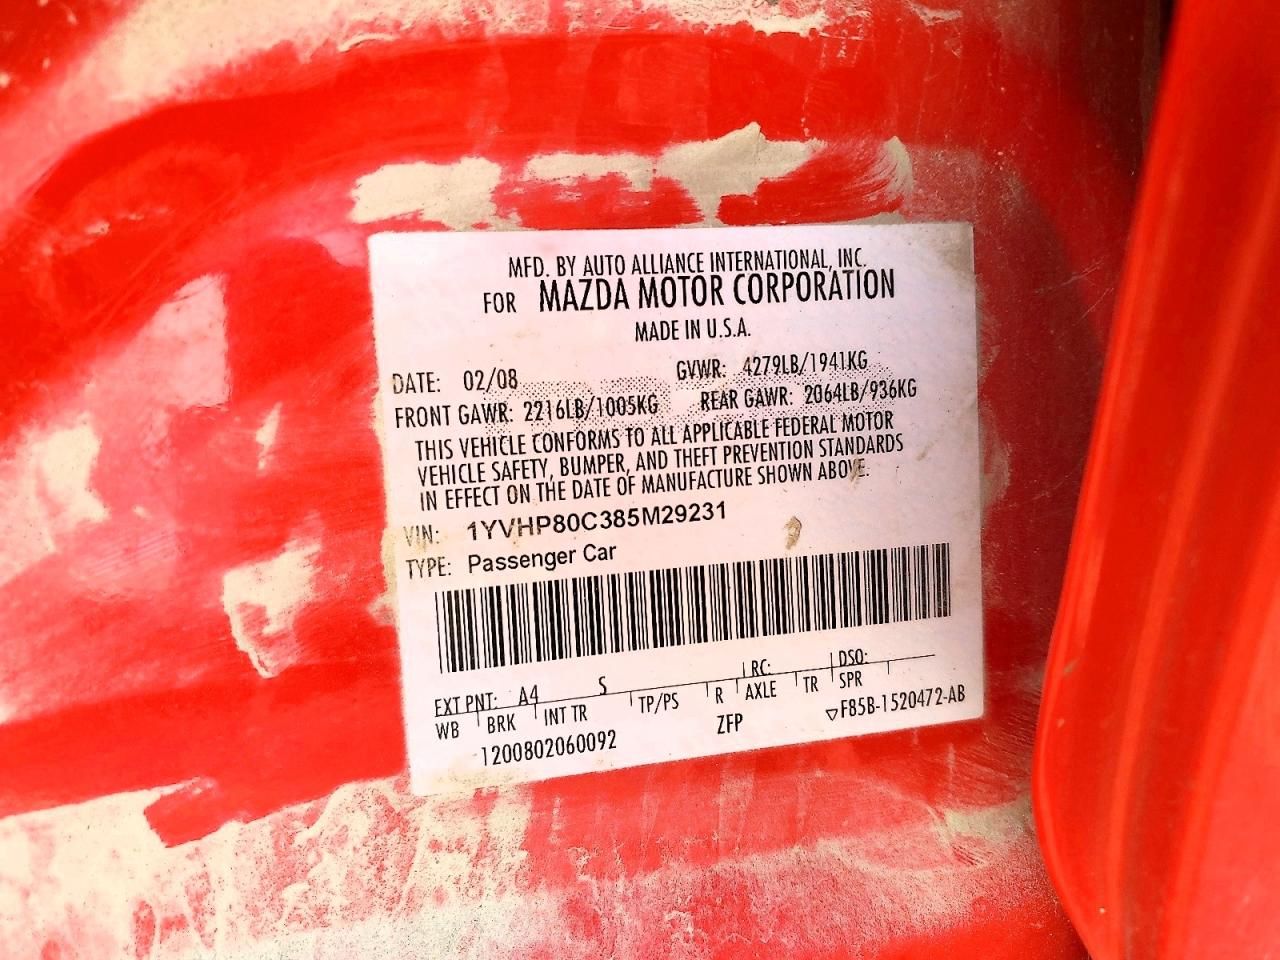 MFD. BY AUTO ALLIANCE INTERNATIONAL, INC.
FOR MAZDA MOTOR CORPORATION
MADE IN U.S.A.
DATE: 02/08 GVWR: 4279LB/1941KG
FRONT GAWR: 2216LB/1005KG REAR GAWR: 2064LB/936KG
THIS VEHICLE CONFORMS TO ALL APPLICABLE FEDERAL MOTOR
VEHICLE SAFETY, BUMPER, AND THEFT PREVENTION STANDARDS
IN EFFECT ON THE DATE OF MANUFACTURE SHOWN ABOVE.
VIN: 1YVHP80C385M29231
TYPE: Passenger Car
EXT PNT: A4 S RC: DSO:
WB BRK INT TR TP/PS R AXLE TR SPR
1200802060092 ZFP ▽F85B-1520472-AB